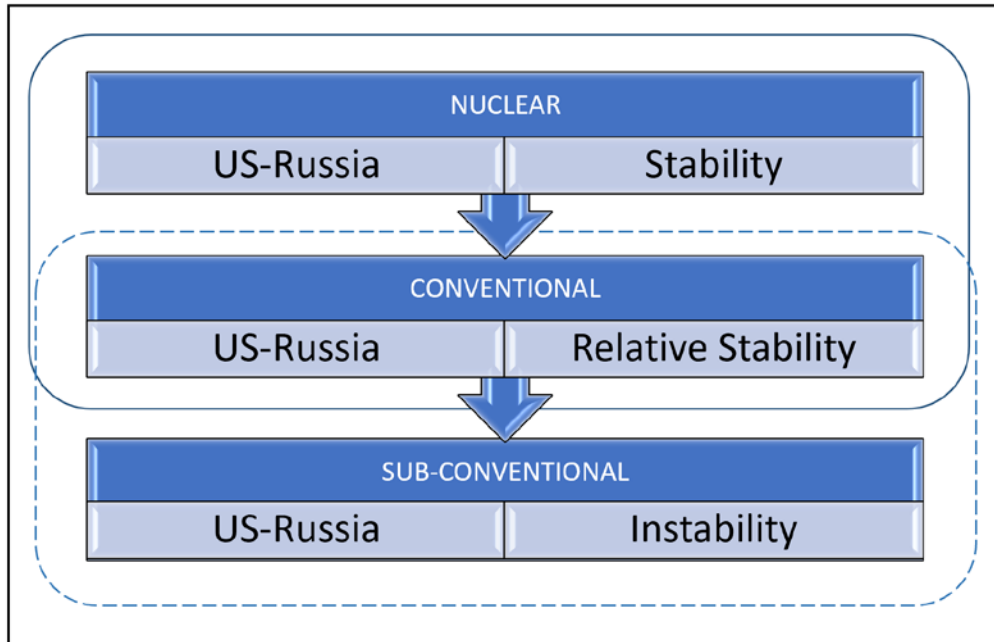 NUCLEAR
US-Russia Stability
CONVENTIONAL
US-Russia Relative Stability
SUB-CONVENTIONAL
US-Russia Instability